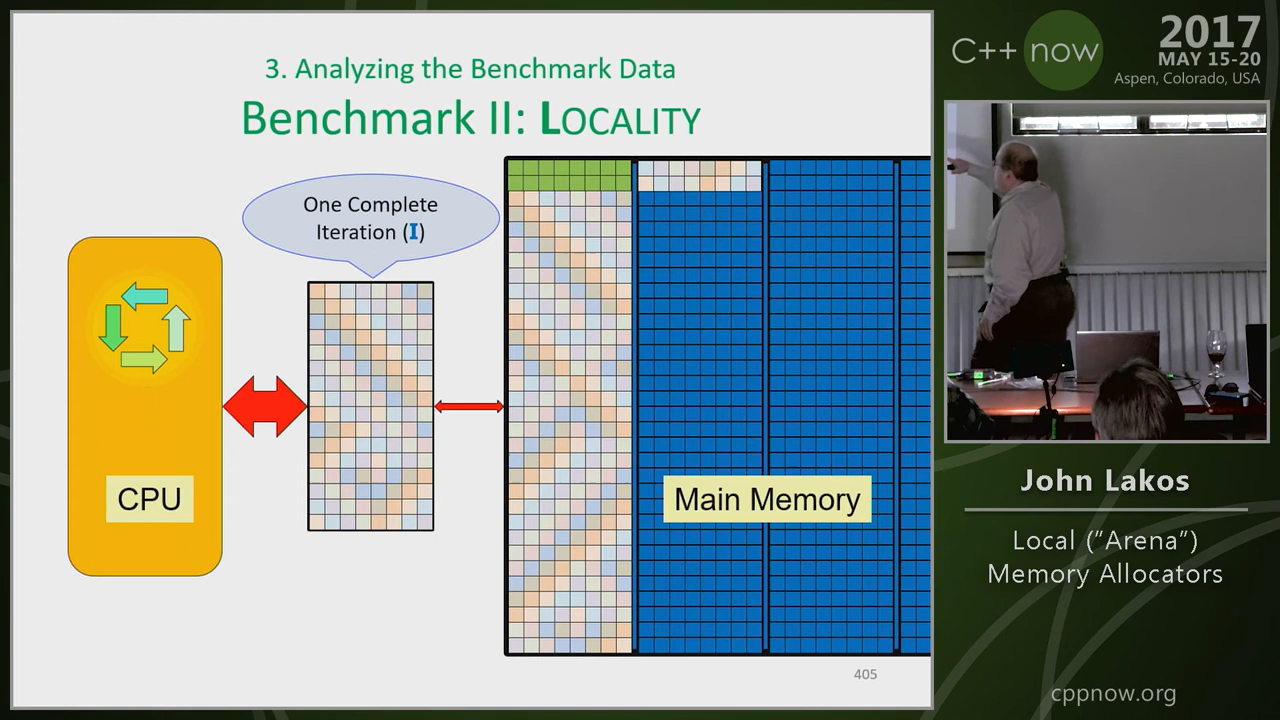 3. Analyzing the Benchmark Data
Benchmark II: LOCALITY
One Complete
Iteration (I)
CPU
Main Memory
405
C++ now
2017
MAY 15-20
Aspen, Colorado, USA
John Lakos
Local (“Arena”)
Memory Allocators
cppnow.org